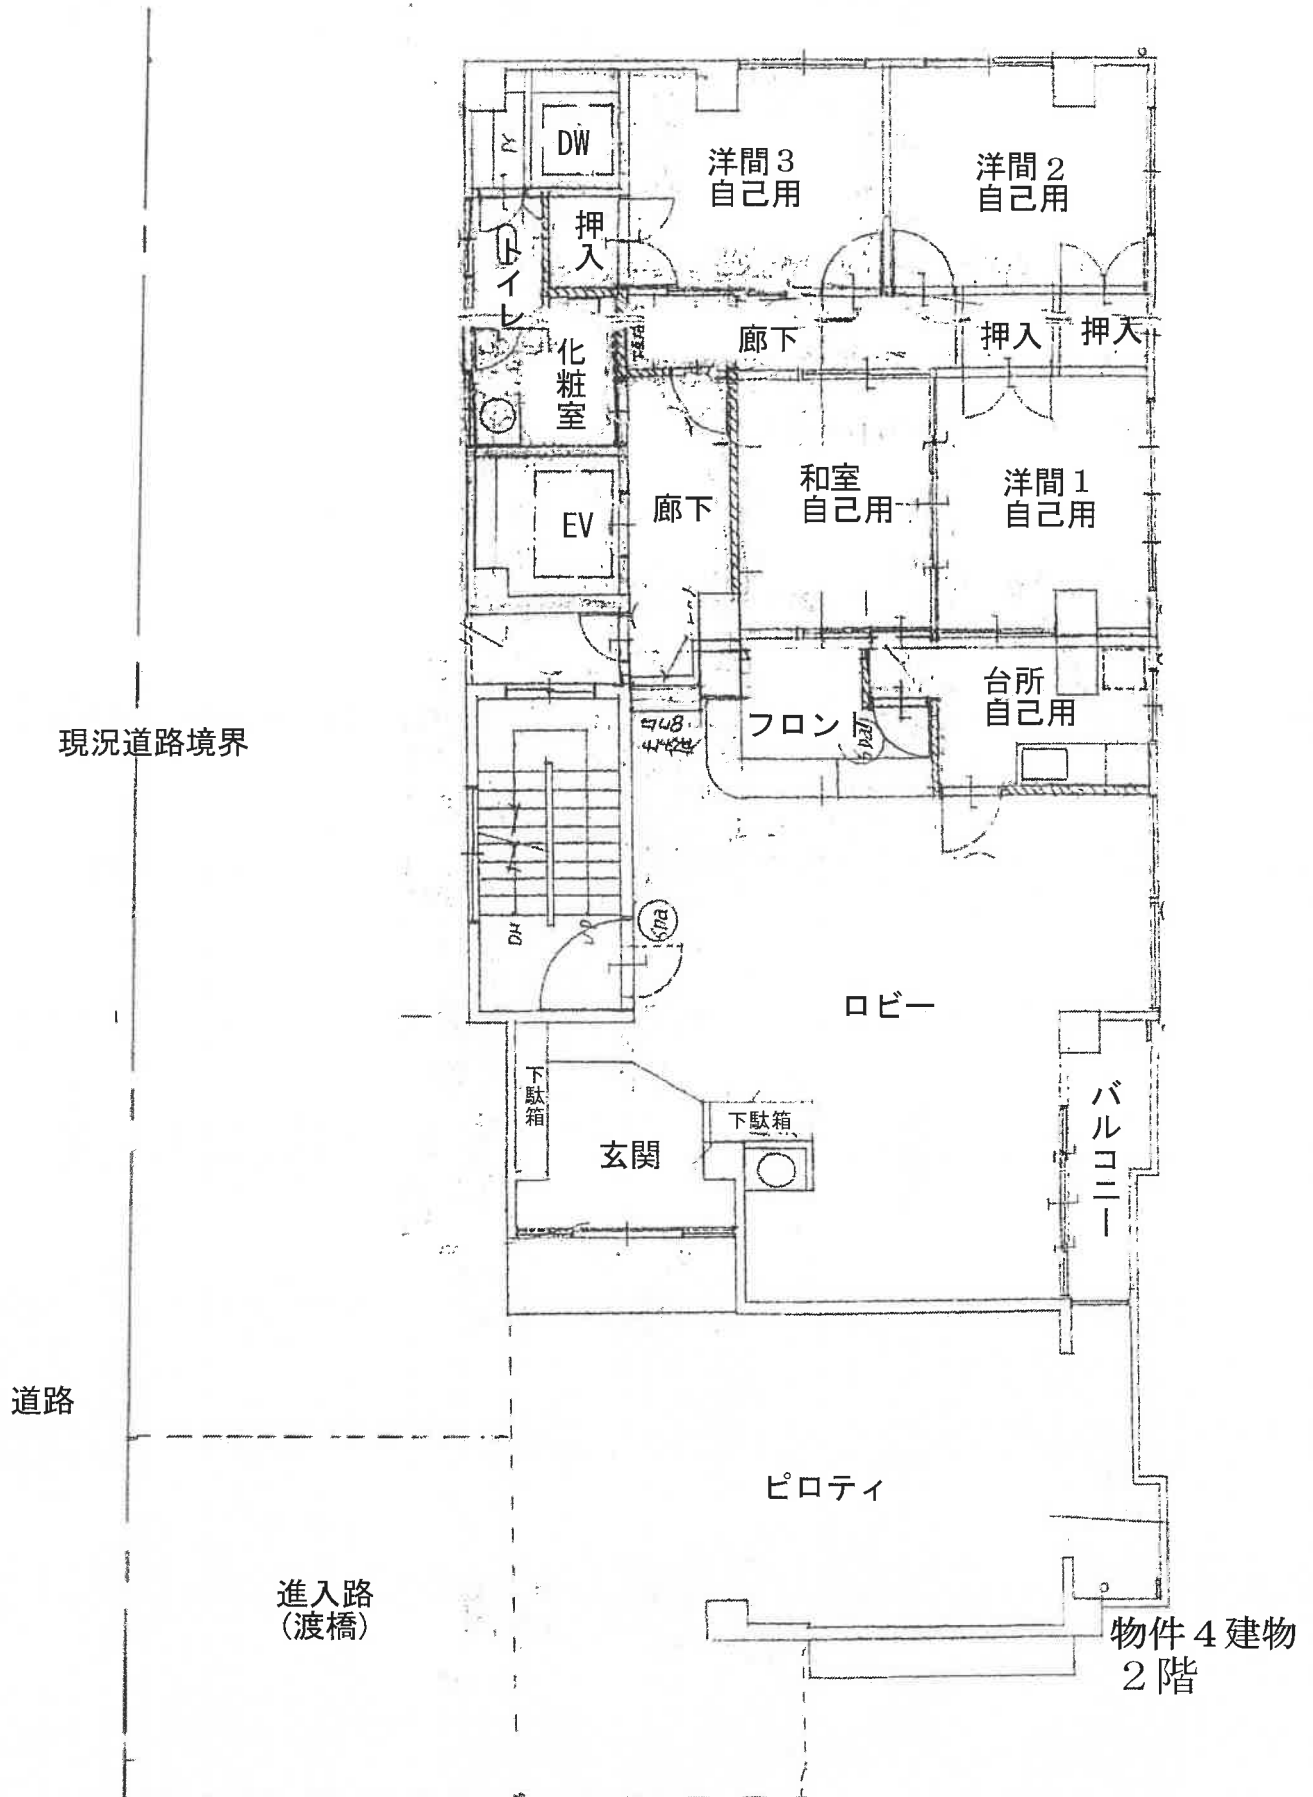 DW
洋間３
自己用
洋間２
自己用
押入
トイレ
廊下
押入
押入
化粧室
廊下
和室
自己用
洋間１
自己用
EV
台所
自己用
フロント
現況道路境界
DN
UP
ロビー
下駄箱
下駄箱
玄関
バルコニー
道路
ピロティ
進入路
(渡橋)
物件４建物
２階